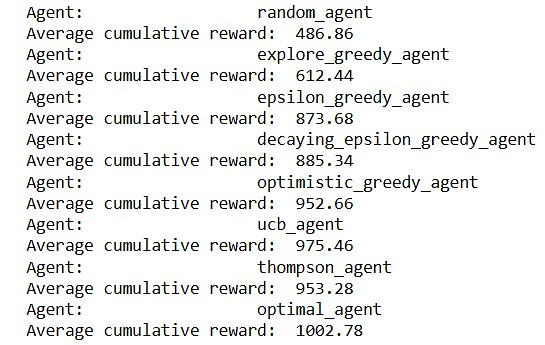 Agent: random_agent
Average cumulative reward: 486.86
Agent: explore_greedy_agent
Average cumulative reward: 612.44
Agent: epsilon_greedy_agent
Average cumulative reward: 873.68
Agent: decaying_epsilon_greedy_agent
Average cumulative reward: 885.34
Agent: optimistic_greedy_agent
Average cumulative reward: 952.66
Agent: ucb_agent
Average cumulative reward: 975.46
Agent: thompson_agent
Average cumulative reward: 953.28
Agent: optimal_agent
Average cumulative reward: 1002.78